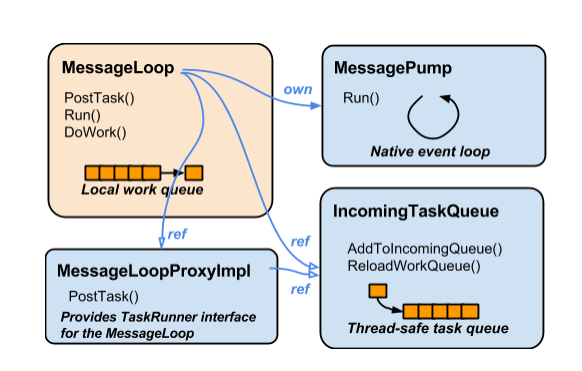 MessageLoop
PostTask()
Run()
DoWork()
Local work queue
own
MessagePump
Run()
Native event loop
ref
ref
ref
MessageLoopProxyImpl
PostTask()
Provides TaskRunner interface
for the MessageLoop
IncomingTaskQueue
AddToIncomingQueue()
ReloadWorkQueue()
Thread-safe task queue